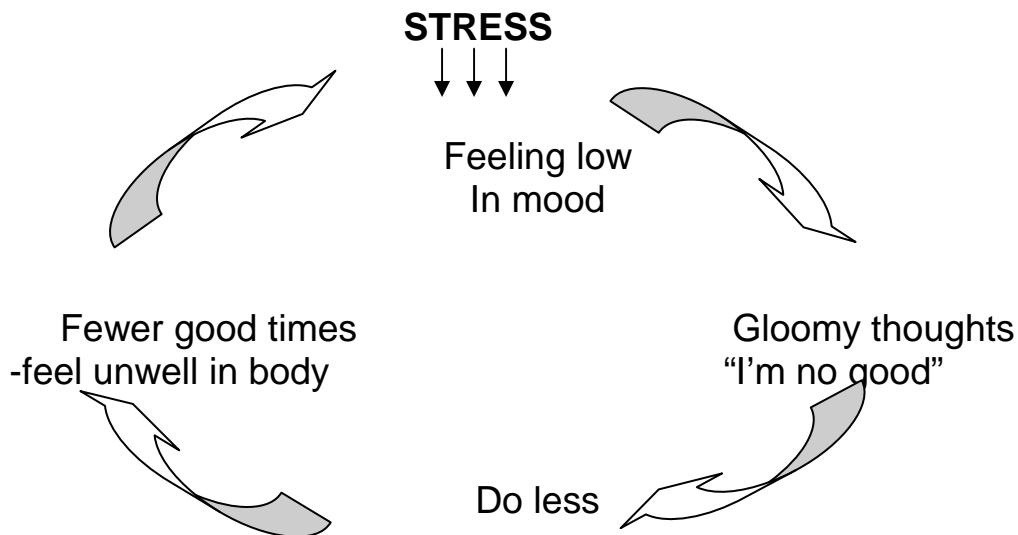 STRESS
Feeling low
In mood
Gloomy thoughts
“I’m no good”
Do less
Fewer good times
-feel unwell in body